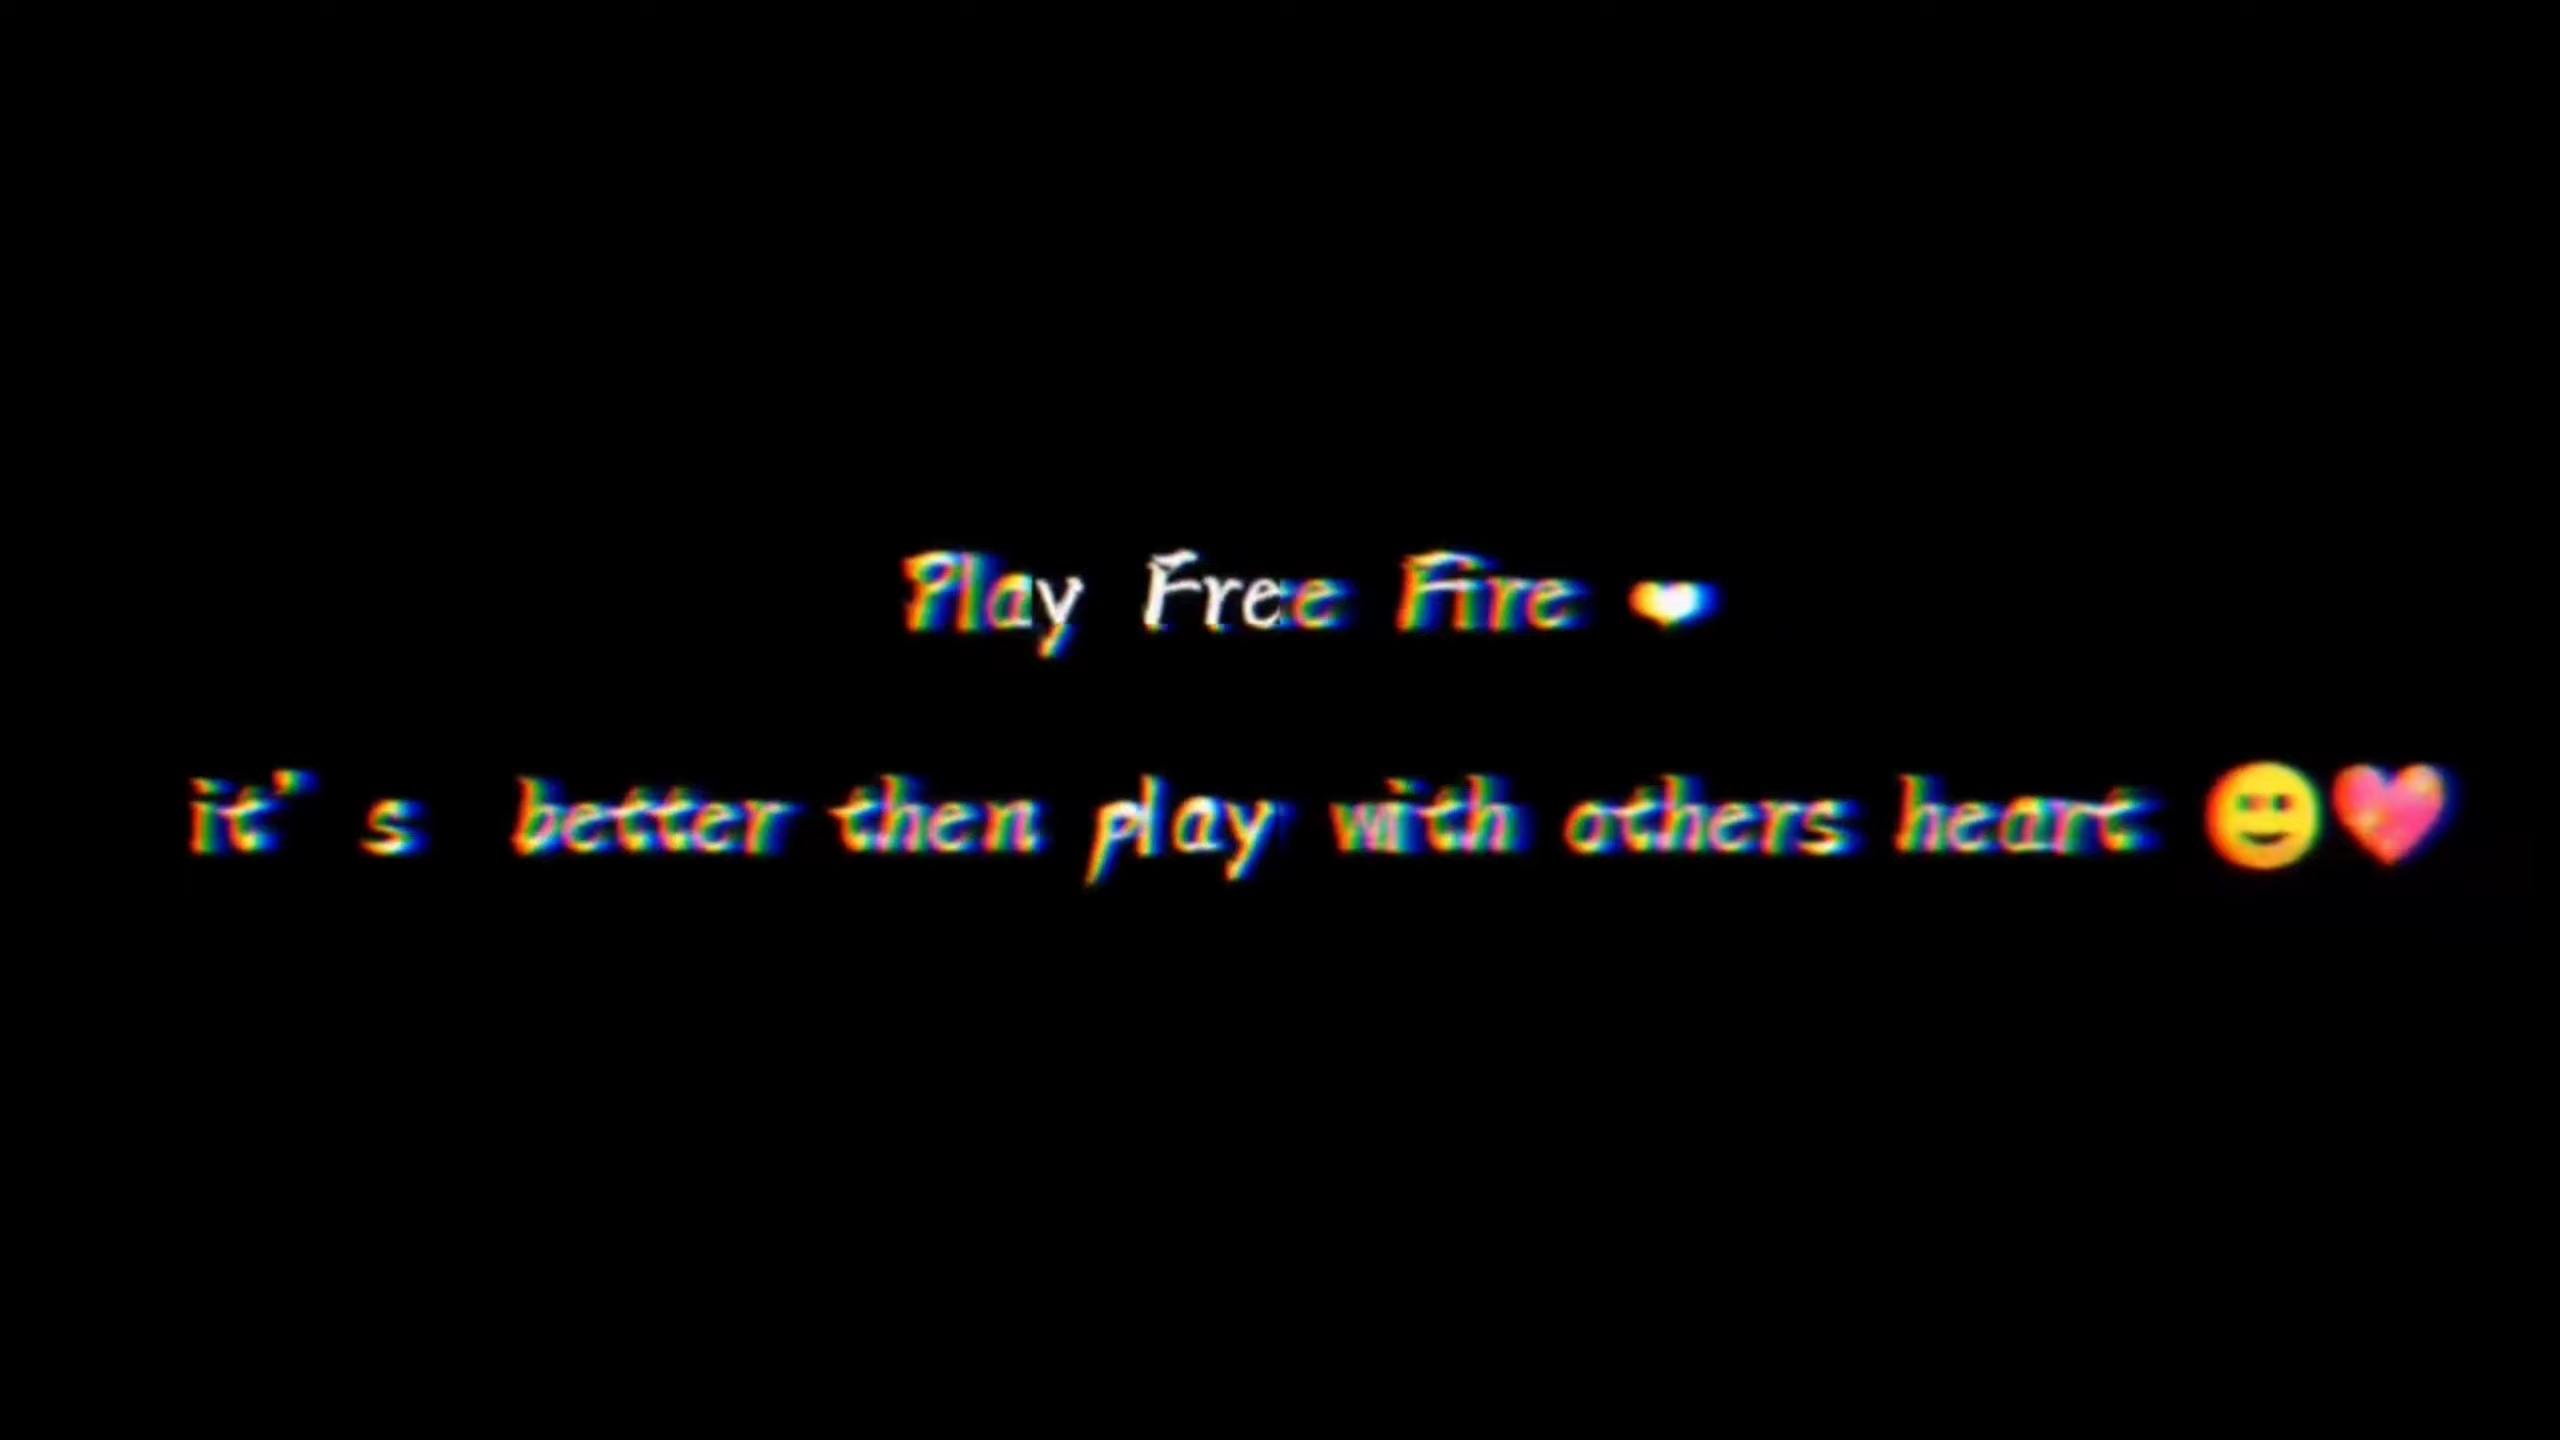 Play Free Fire ❤
it's better then play with others heart 🙂💖